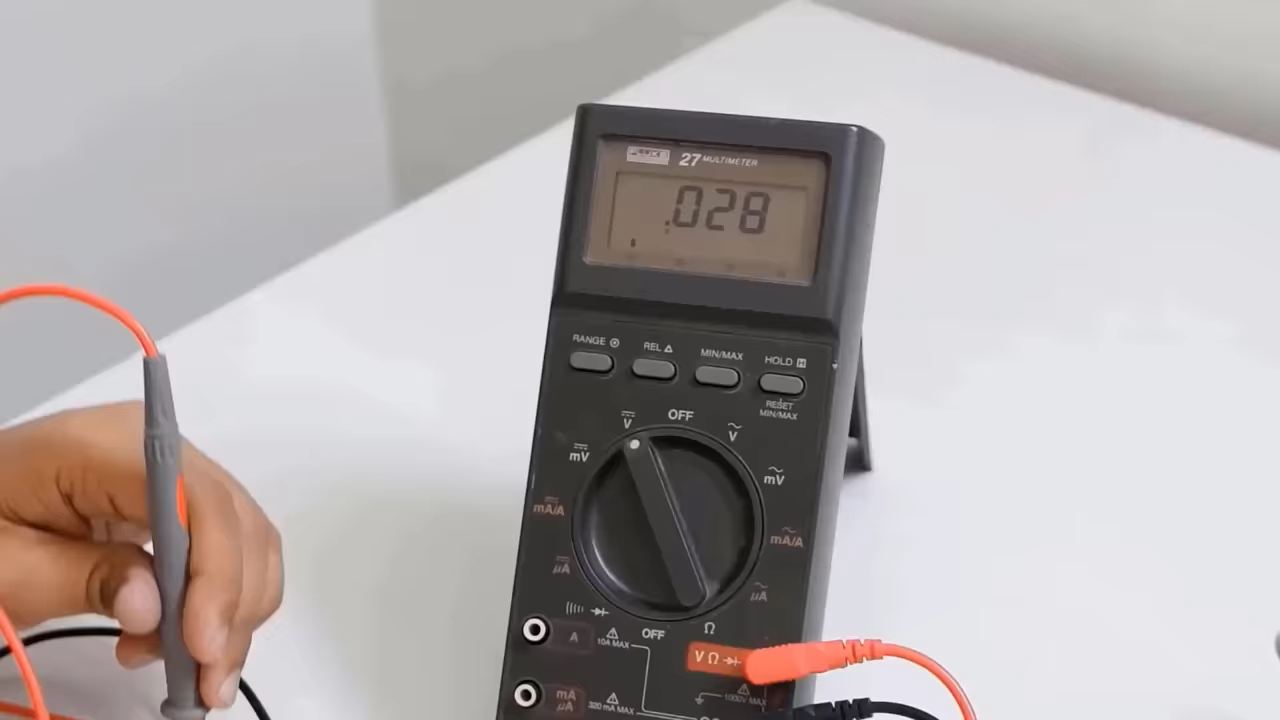 FLUKE 27 MULTIMETER
.028
RANGE
REL △
MIN/MAX
HOLD H
RESET
MIN/MAX
OFF
V
V
mV
mV
mA/A
mA/A
µA
µA
OFF
Ω
A
10A MAX
V Ω
mA
µA
320 mA MAX
1000V MAX